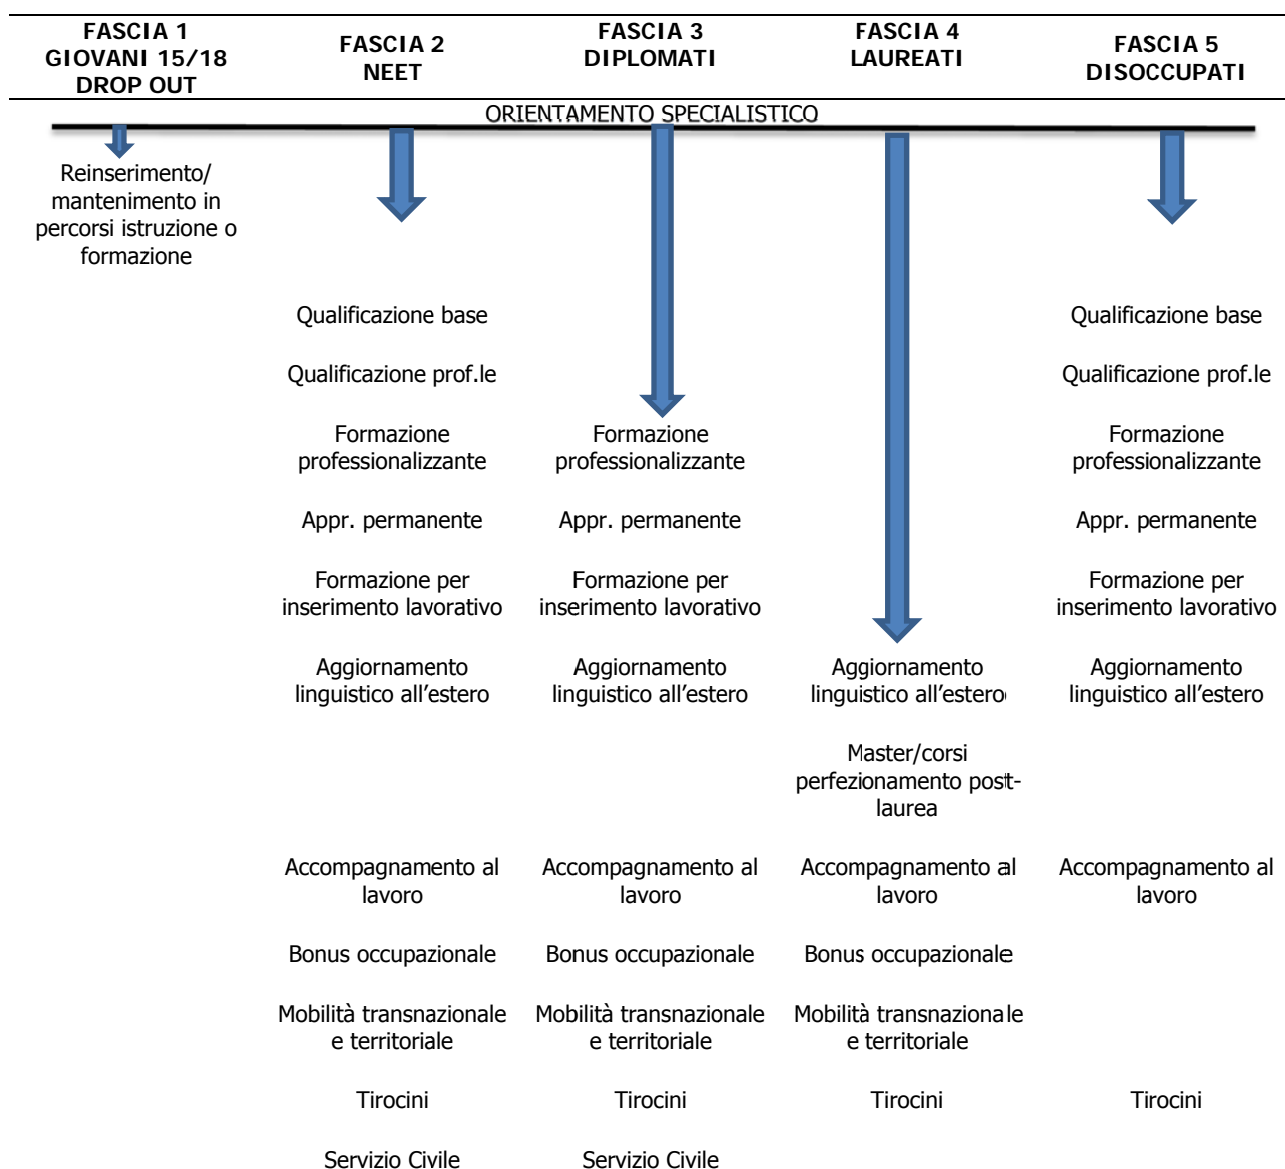 FASCIA 1
GIOVANI 15/18
DROP OUT
FASCIA 2
NEET
FASCIA 3
DIPLOMATI
FASCIA 4
LAUREATI
FASCIA 5
DISOCCUPATI
ORIENTAMENTO SPECIALISTICO
Reinserimento/
mantenimento in
percorsi istruzione o
formazione
Qualificazione base
Qualificazione base
Qualificazione prof.le
Qualificazione prof.le
Formazione
professionalizzante
Formazione
professionalizzante
Formazione
professionalizzante
Appr. permanente
Appr. permanente
Appr. permanente
Formazione per
inserimento lavorativo
Formazione per
inserimento lavorativo
Formazione per
inserimento lavorativo
Aggiornamento
linguistico all'estero
Aggiornamento
linguistico all'estero
Aggiornamento
linguistico all'estero
Aggiornamento
linguistico all'estero
Master/corsi
perfezionamento post-
laurea
Accompagnamento al
lavoro
Accompagnamento al
lavoro
Accompagnamento al
lavoro
Accompagnamento al
lavoro
Bonus occupazionale
Bonus occupazionale
Bonus occupazionale
Mobilità transnazionale
e territoriale
Mobilità transnazionale
e territoriale
Mobilità transnazionale
e territoriale
Tirocini
Tirocini
Tirocini
Tirocini
Servizio Civile
Servizio Civile